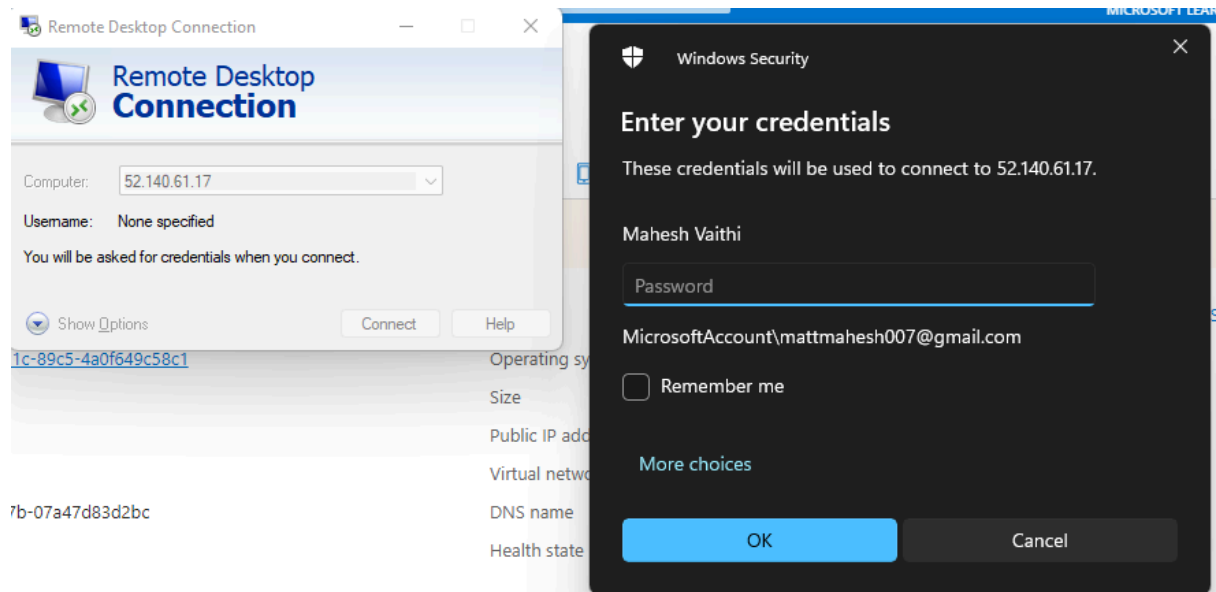 Remote Desktop Connection
Remote Desktop
Connection
Computer: 52.140.61.17
Username: None specified
You will be asked for credentials when you connect.
Show Options Connect Help
1c-89c5-4a0f649c58c1
7b-07a47d83d2bc
Operating sy
Size
Public IP add
Virtual netwo
DNS name
Health state
MICROSOFT LEAR
Windows Security
Enter your credentials
These credentials will be used to connect to 52.140.61.17.
Mahesh Vaithi
Password
MicrosoftAccount\mattmahesh007@gmail.com
Remember me
More choices
OK Cancel